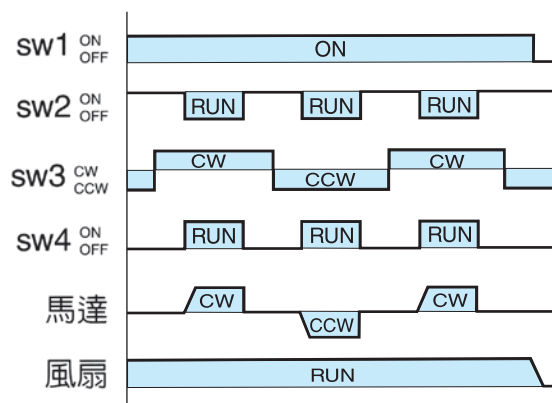 sw1 ON OFF ON
sw2 ON OFF RUN RUN RUN
sw3 CW CCW CW CCW CW
sw4 ON OFF RUN RUN RUN
馬達 CW CCW CW
風扇 RUN